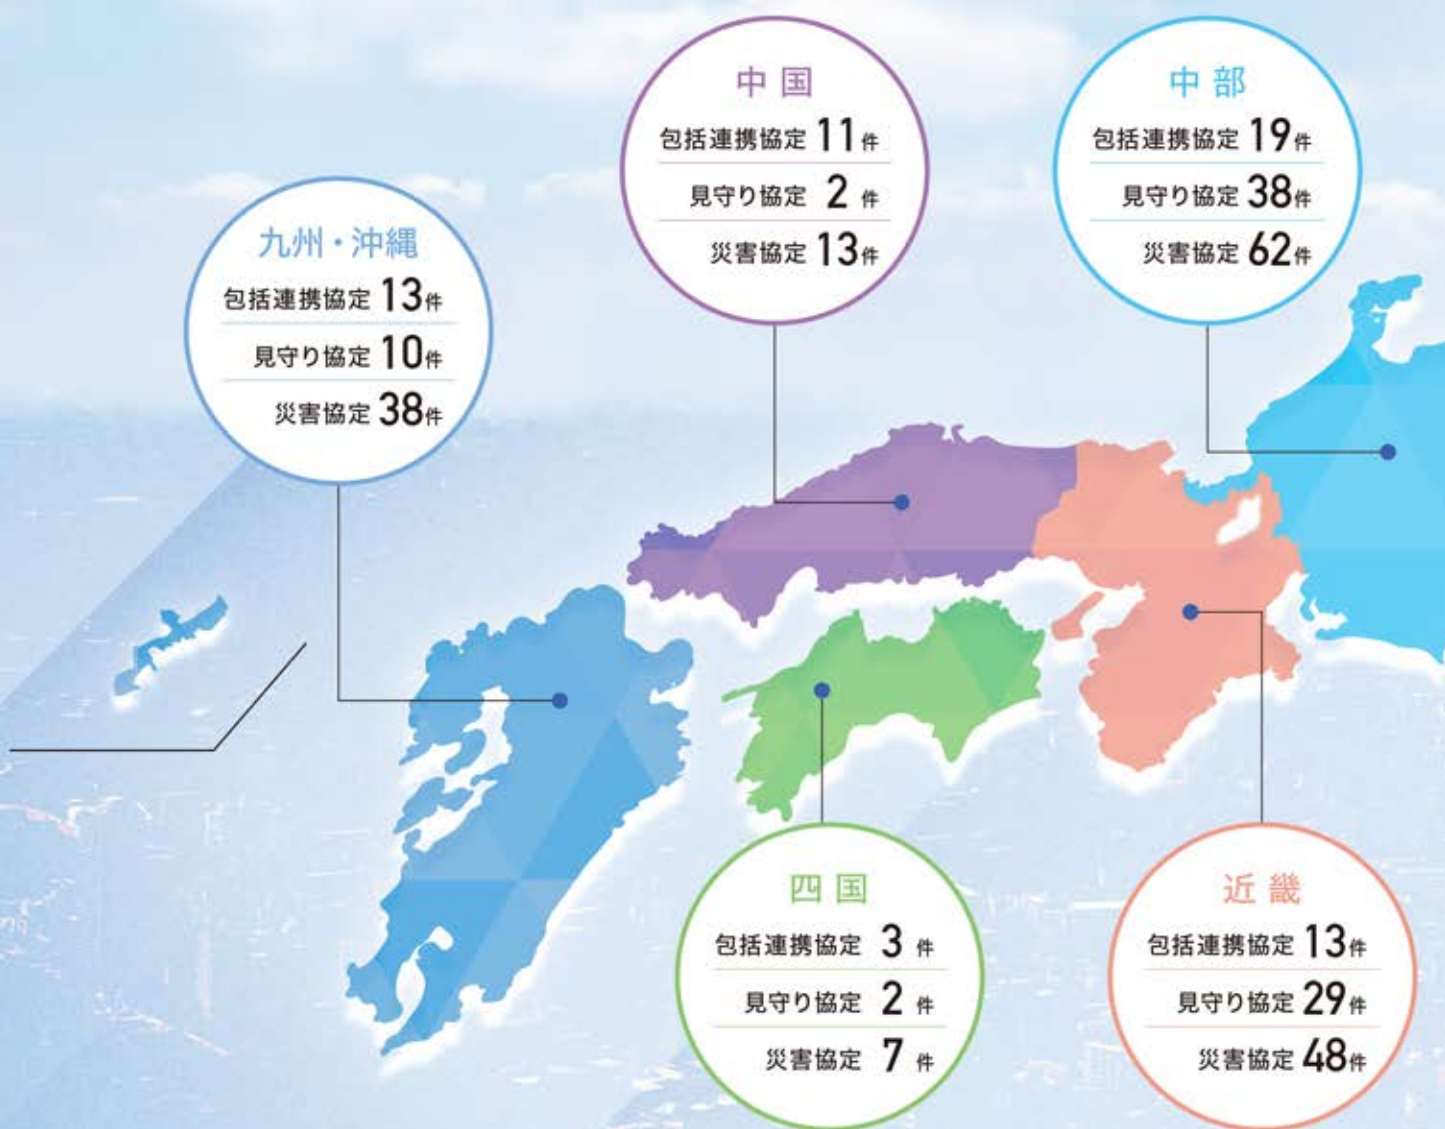 中国
包括連携協定 11件
見守り協定 2件
災害協定 13件
中部
包括連携協定 19件
見守り協定 38件
災害協定 62件
九州・沖縄
包括連携協定 13件
見守り協定 10件
災害協定 38件
四国
包括連携協定 3件
見守り協定 2件
災害協定 7件
近畿
包括連携協定 13件
見守り協定 29件
災害協定 48件